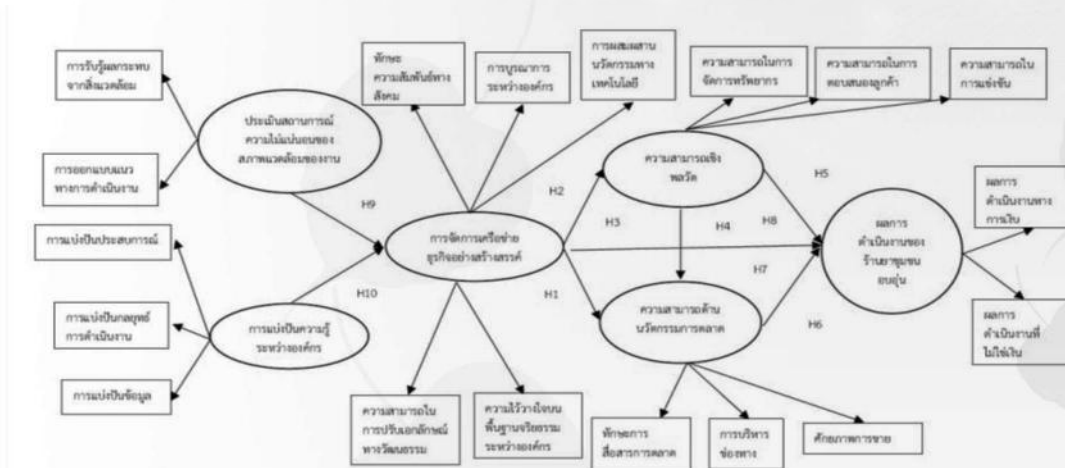 การรับรู้ผลกระทบ
จากสิ่งแวดล้อม
ทักษะ
ความสัมพันธ์ทาง
สังคม
การบูรณาการ
ระหว่างองค์กร
การผสมผสาน
นวัตกรรมทาง
เทคโนโลยี
ความสามารถในการ
จัดการทรัพยากร
ความสามารถในการ
ตอบสนองลูกค้า
ความสามารถใน
การแข่งขัน
ประเมินสถานการณ์
ความไม่แน่นอนของ
สภาพแวดล้อมของงาน
การออกแบบแนว
ทางการดำเนินงาน
ความสามารถเชิง
พลวัต
H2
H5
H9
H3
H4
H8
ผลการ
ดำเนินงานทาง
การเงิน
การแบ่งปันประสบการณ์
การจัดการเครือข่าย
ธุรกิจอย่างสร้างสรรค์
ผลการ
ดำเนินงานของ
ร้านยาชุมชน
อบอุ่น
H10
H1
H7
การแบ่งปันกลยุทธ์
การดำเนินงาน
การแบ่งปันความรู้
ระหว่างองค์กร
ความสามารถด้าน
นวัตกรรมการตลาด
H6
ผลการ
ดำเนินงานที่
ไม่ใช่เงิน
การแบ่งปันข้อมูล
ความสามารถใน
การปรับเอกลักษณ์
ทางวัฒนธรรม
ความไว้วางใจบน
พื้นฐานจริยธรรม
ระหว่างองค์กร
ทักษะการ
สื่อสารการตลาด
การบริหาร
ช่องทาง
ศักยภาพการขาย